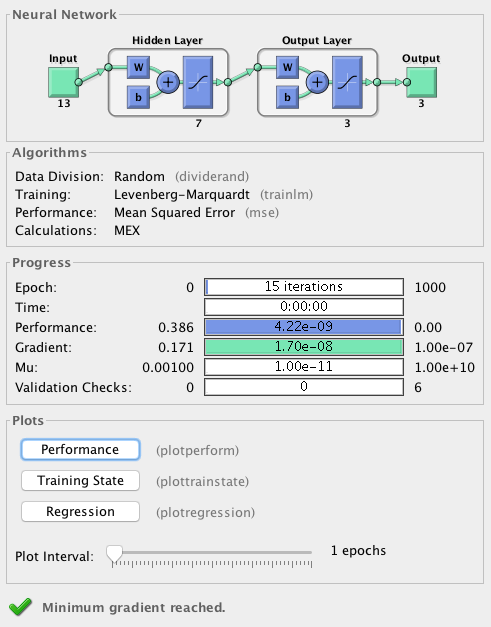 Neural Network
Hidden Layer
Output Layer
Input
Output
W
W
b
b
13
7
3
3
Algorithms
Data Division: Random (dividerand)
Training: Levenberg-Marquardt (trainlm)
Performance: Mean Squared Error (mse)
Calculations: MEX
Progress
Epoch: 0 15 iterations 1000
Time: 0:00:00
Performance: 0.386 4.22e-09 0.00
Gradient: 0.171 1.70e-08 1.00e-07
Mu: 0.00100 1.00e-11 1.00e+10
Validation Checks: 0 0 6
Plots
Performance (plotperform)
Training State (plottrainstate)
Regression (plotregression)
Plot Interval: 1 epochs
Minimum gradient reached.